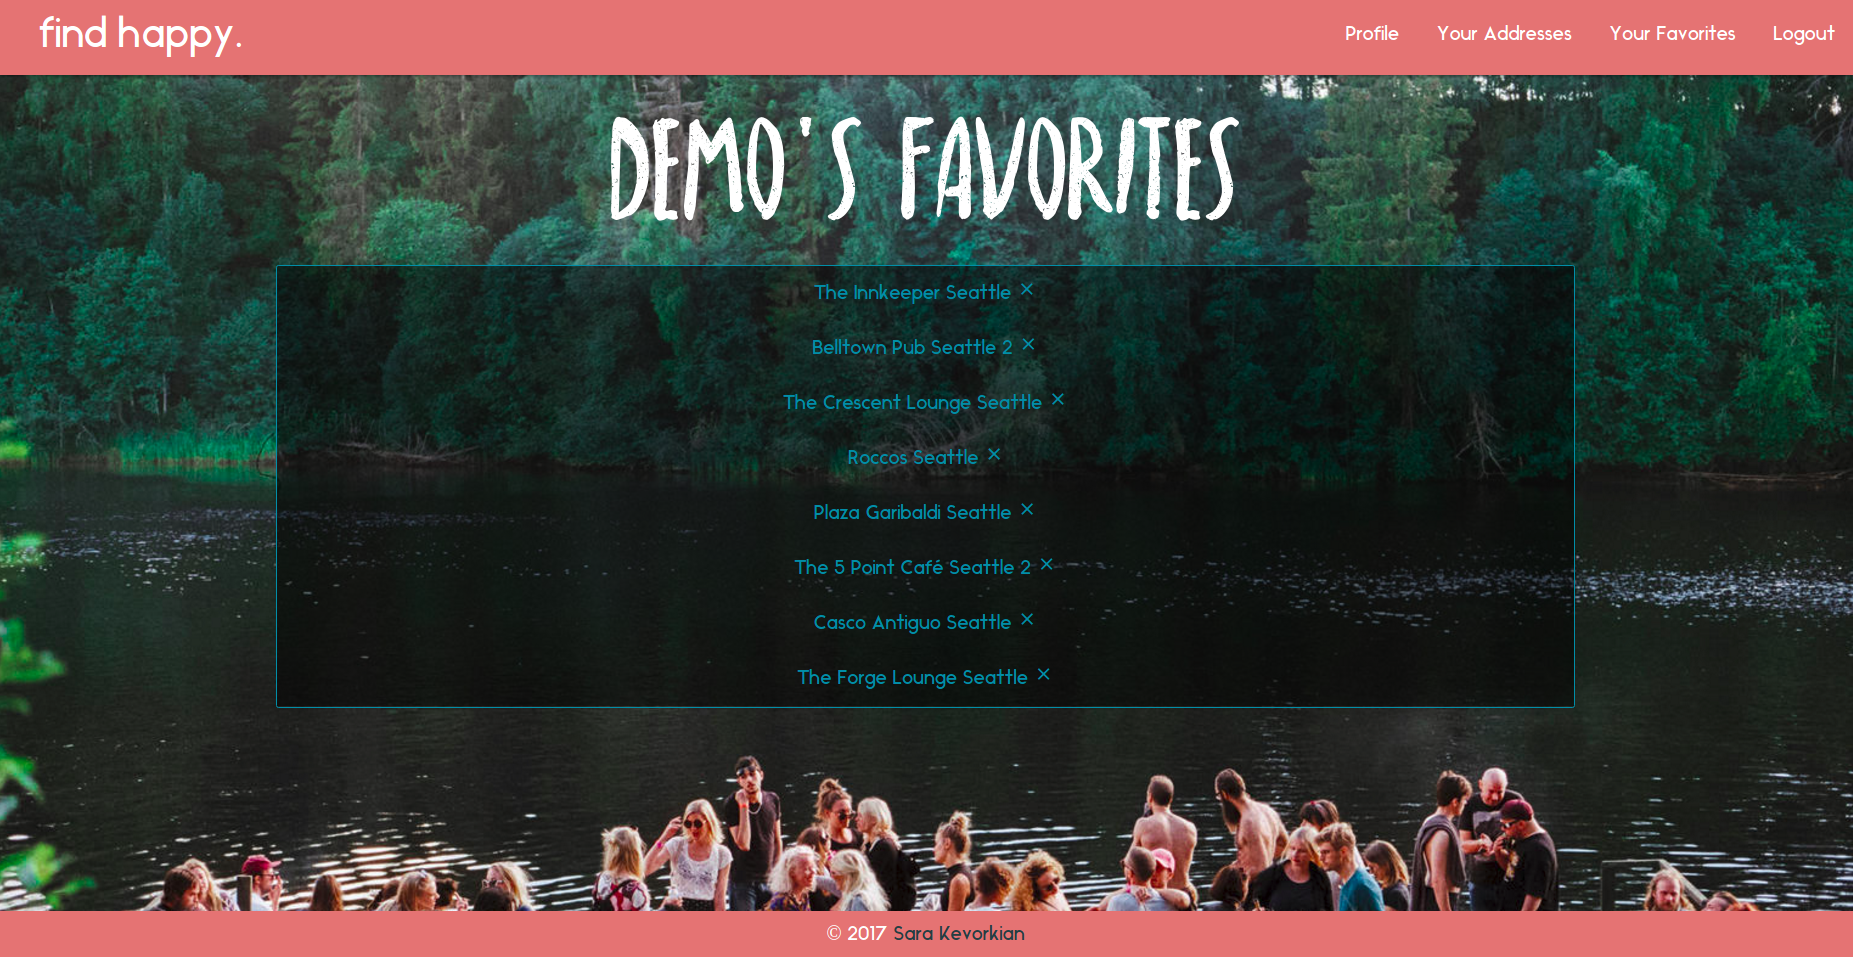 find happy.
Profile Your Addresses Your Favorites Logout
DEMO'S FAVORITES
The Innkeeper Seattle ×
Belltown Pub Seattle 2 ×
The Crescent Lounge Seattle ×
Roccos Seattle ×
Plaza Garibaldi Seattle ×
The 5 Point Café Seattle 2 ×
Casco Antiguo Seattle ×
The Forge Lounge Seattle ×
© 2017 Sara Kevorkian